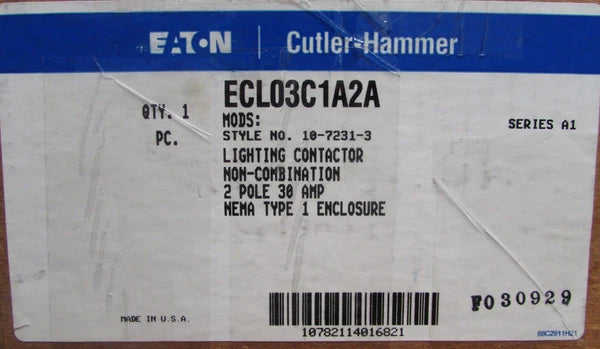 EATON | Cutler-Hammer
ECL03C1A2A
QTY. 1
PC.
MODS:
STYLE NO. 10-7231-3
SERIES A1
LIGHTING CONTACTOR
NON-COMBINATION
2 POLE 30 AMP
NEMA TYPE 1 ENCLOSURE
F030929
MADE IN U.S.A.
10782114016821
68C2911H21